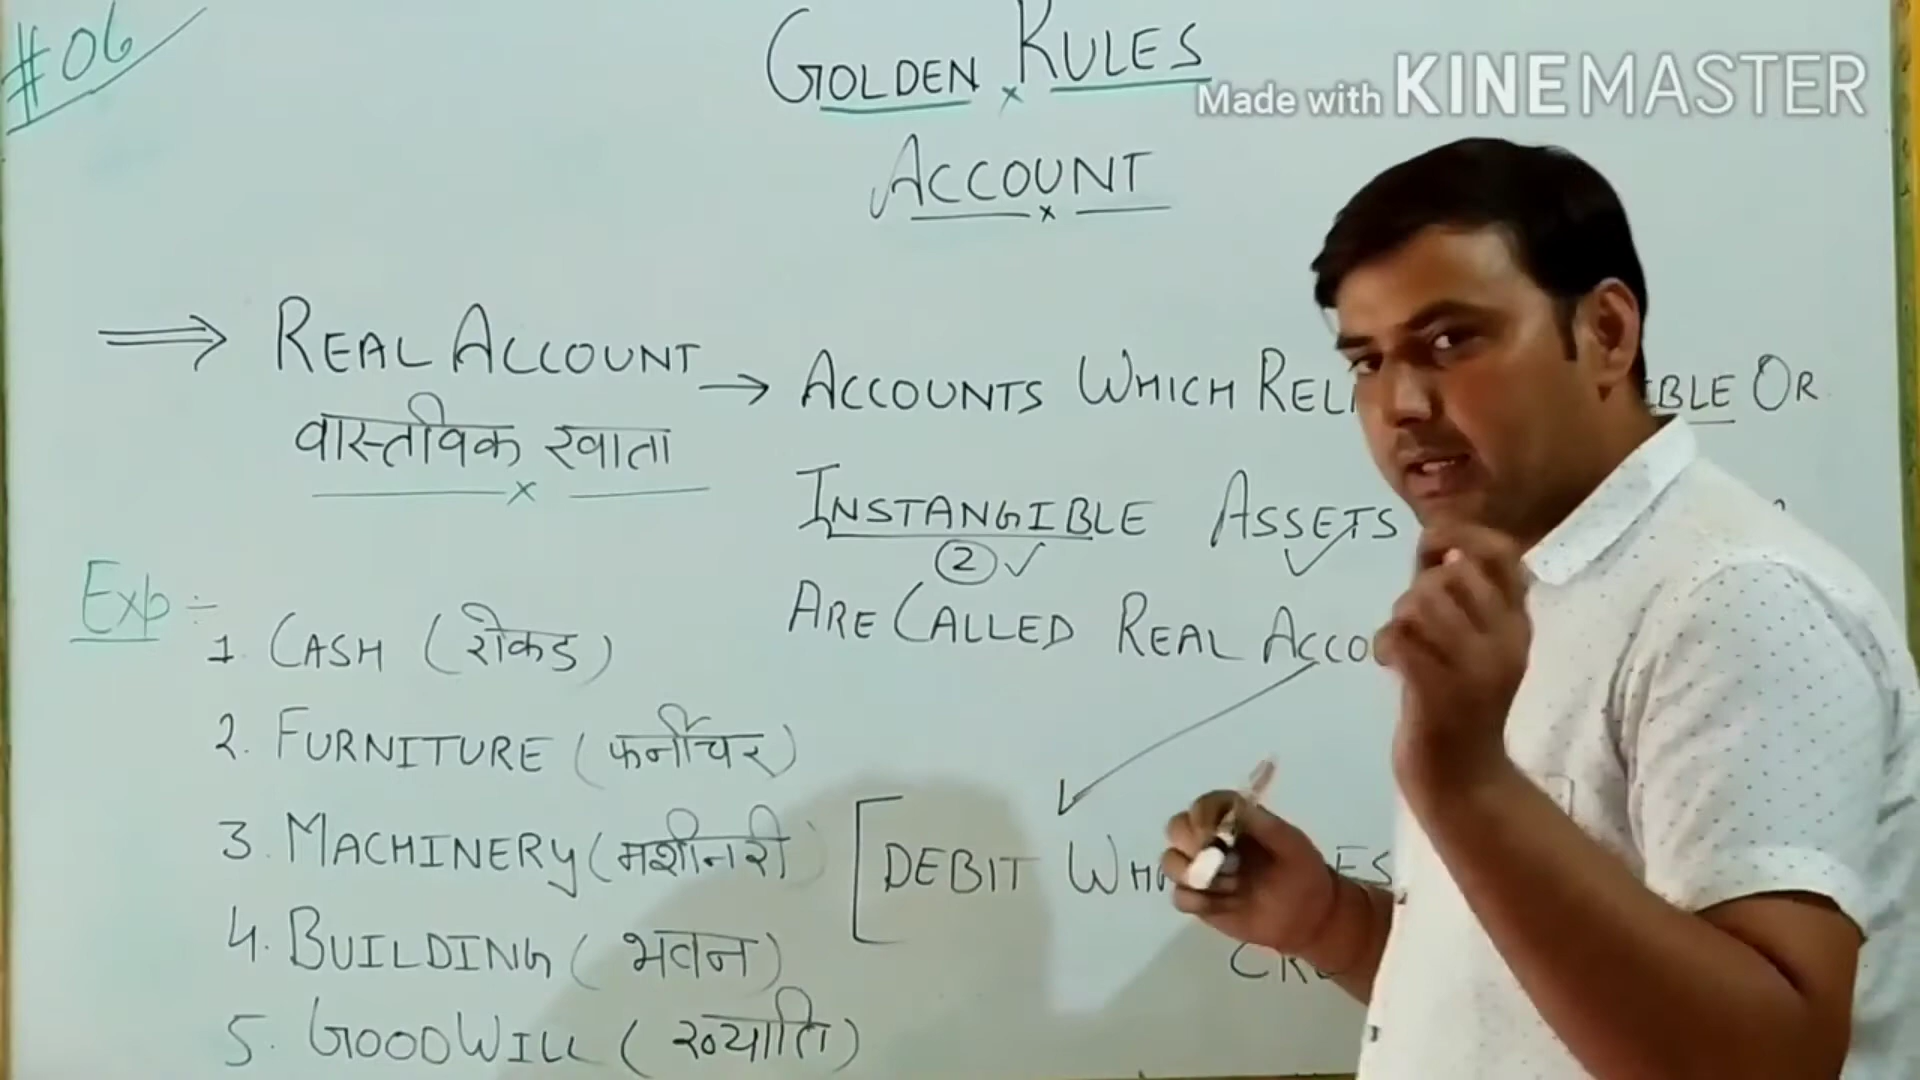 #06
GOLDEN RULES
Made with KINEMASTER
ACCOUNT
⇒ REAL ACCOUNT
वास्तविक खाता
→ ACCOUNTS WHICH OR
INSTANGIBLE ASSETS
②✓
ARE CALLED REAL
Exp:-
1. CASH (रोकड)
2. FURNITURE (फर्नीचर)
3. MACHINERY (मशीनरी)
[DEBIT
4. BUILDING (भवन)
5. GOODWILL (ख्याति)